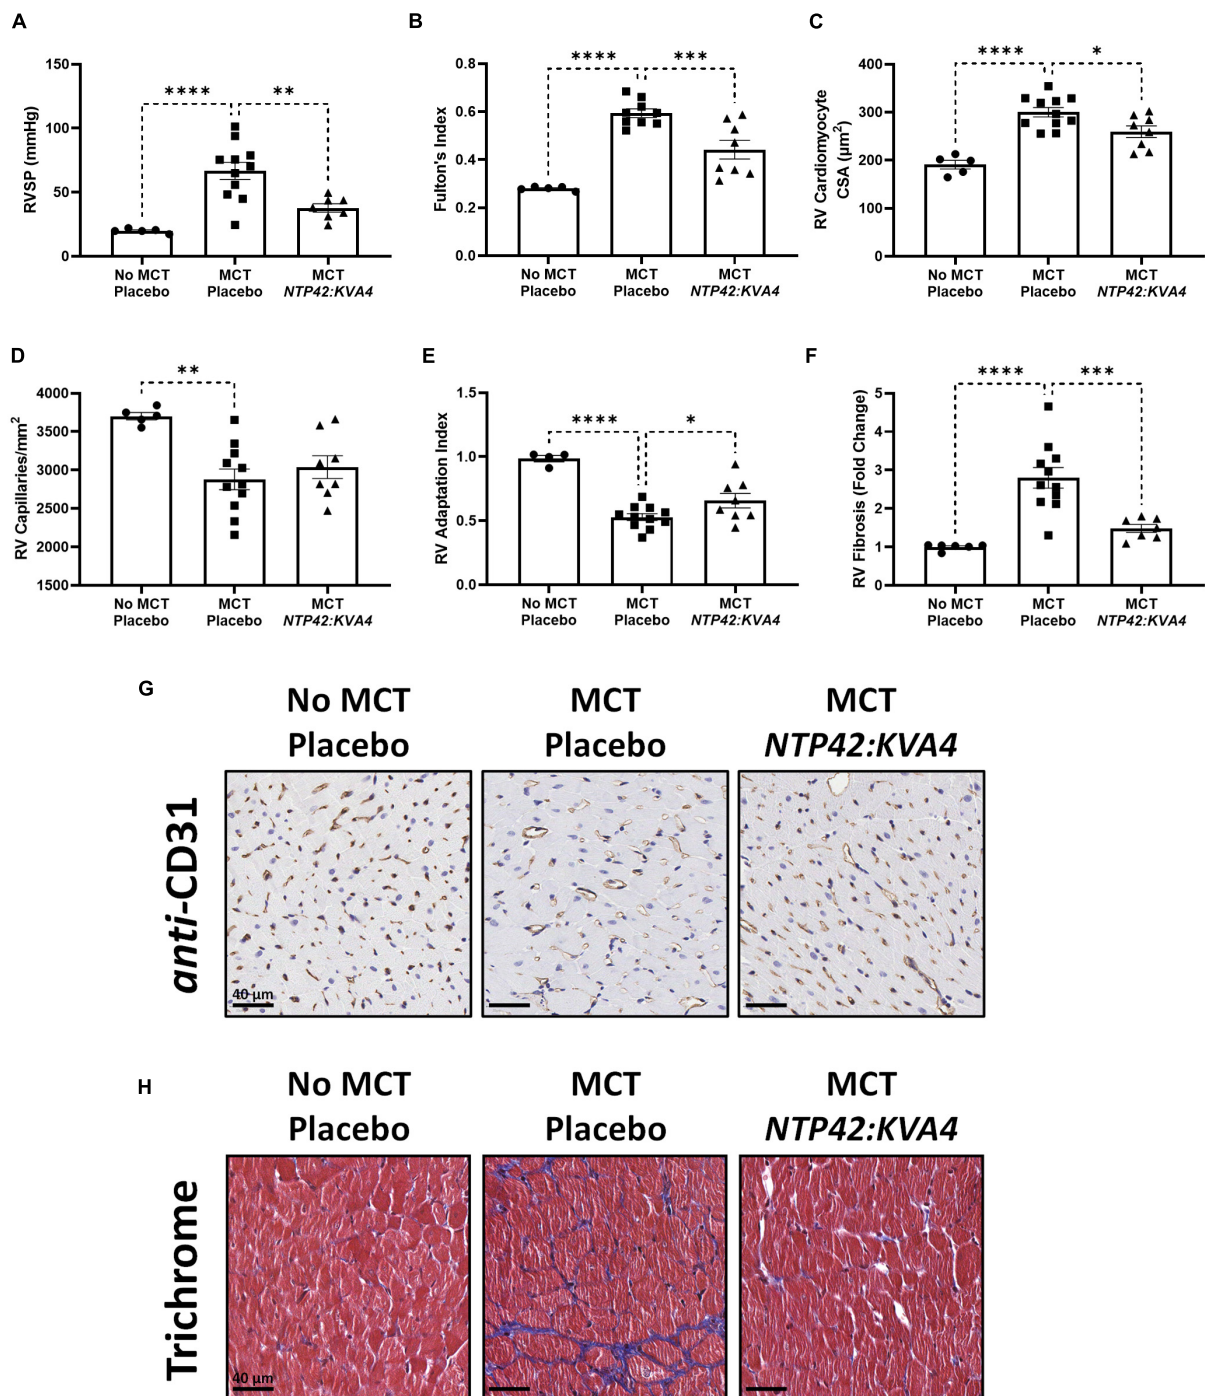 A
RVSP (mmHg)
150
100
50
0
****
**
No MCT
Placebo
MCT
Placebo
MCT
NTP42:KVA4
B
Fulton's Index
0.8
0.6
0.4
0.2
0.0
****
***
No MCT
Placebo
MCT
Placebo
MCT
NTP42:KVA4
C
RV Cardiomyocyte
CSA (µm²)
400
300
200
100
0
****
*
No MCT
Placebo
MCT
Placebo
MCT
NTP42:KVA4
D
RV Capillaries/mm²
4000
3500
3000
2500
2000
1500
**
No MCT
Placebo
MCT
Placebo
MCT
NTP42:KVA4
E
RV Adaptation Index
1.5
1.0
0.5
0.0
****
*
No MCT
Placebo
MCT
Placebo
MCT
NTP42:KVA4
F
RV Fibrosis (Fold Change)
5
4
3
2
1
0
****
***
No MCT
Placebo
MCT
Placebo
MCT
NTP42:KVA4
G
No MCT
Placebo
MCT
Placebo
MCT
NTP42:KVA4
anti-CD31
40 µm
H
No MCT
Placebo
MCT
Placebo
MCT
NTP42:KVA4
Trichrome
40 µm